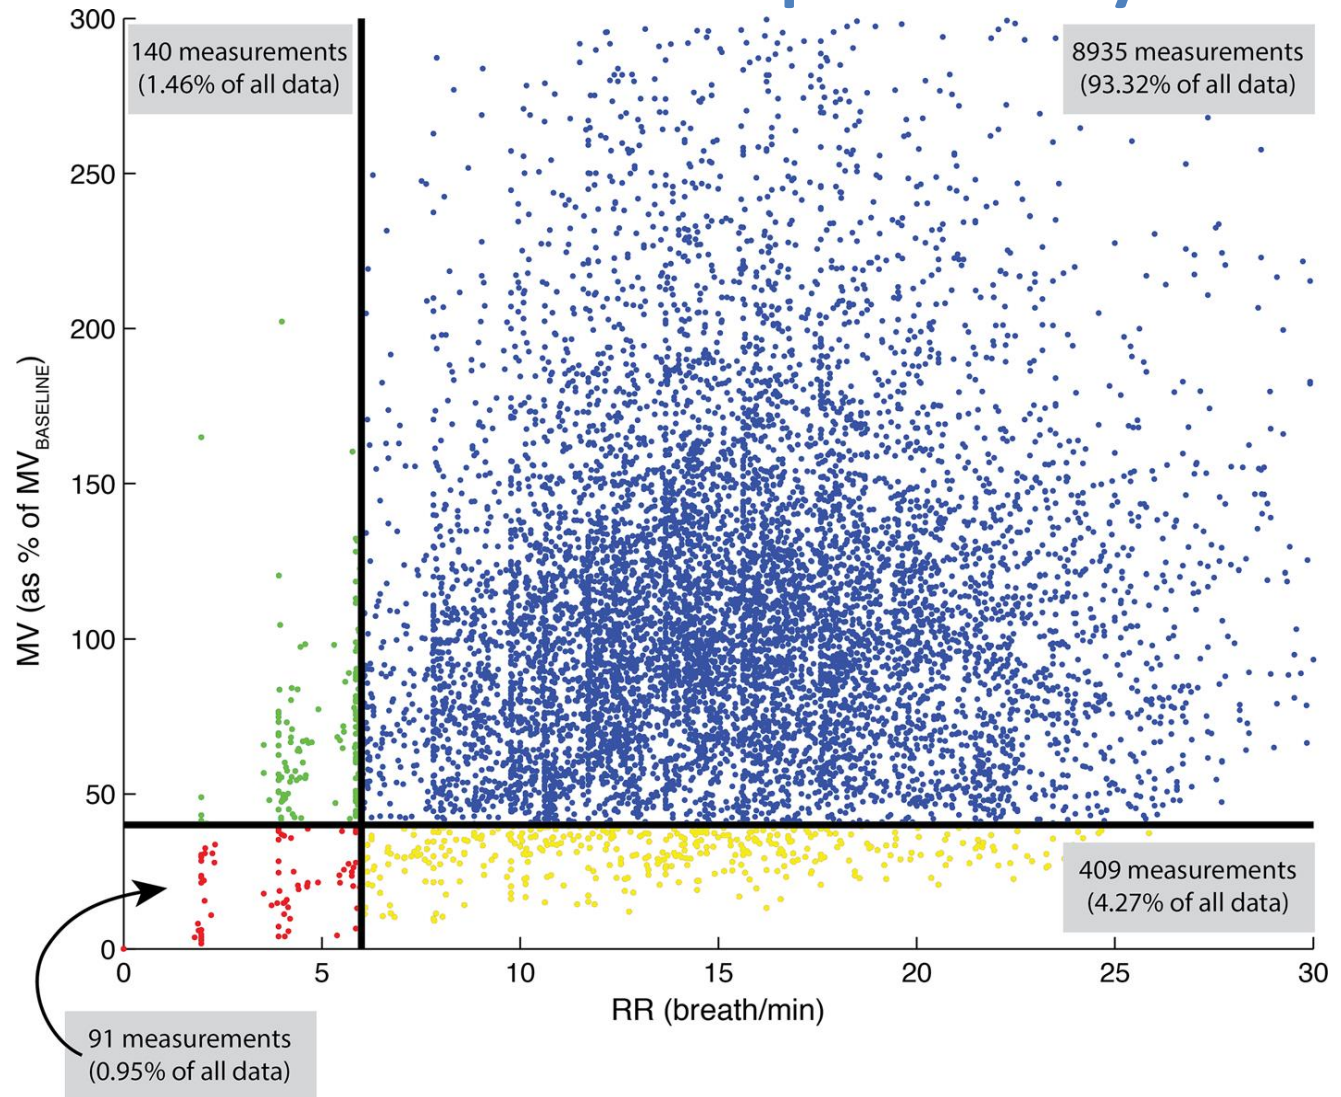 300
140 measurements
(1.46% of all data)
8935 measurements
(93.32% of all data)
250
200
MV (as % of MV_BASELINE)
150
100
50
409 measurements
(4.27% of all data)
0
0 5 10 15 20 25 30
RR (breath/min)
91 measurements
(0.95% of all data)